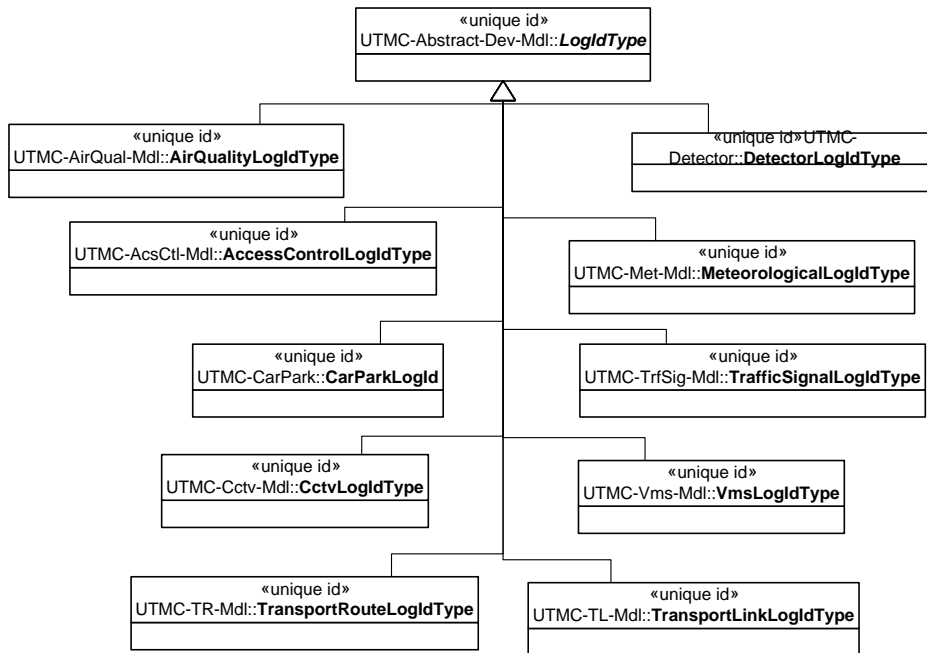 «unique id»
UTMC-Abstract-Dev-Mdl::LogIdType
«unique id»
UTMC-AirQual-Mdl::AirQualityLogIdType
«unique id»UTMC-
Detector::DetectorLogIdType
«unique id»
UTMC-AcsCtl-Mdl::AccessControlLogIdType
«unique id»
UTMC-Met-Mdl::MeteorologicalLogIdType
«unique id»
UTMC-CarPark::CarParkLogId
«unique id»
UTMC-TrfSig-Mdl::TrafficSignalLogIdType
«unique id»
UTMC-Cctv-Mdl::CctvLogIdType
«unique id»
UTMC-Vms-Mdl::VmsLogIdType
«unique id»
UTMC-TR-Mdl::TransportRouteLogIdType
«unique id»
UTMC-TL-Mdl::TransportLinkLogIdType